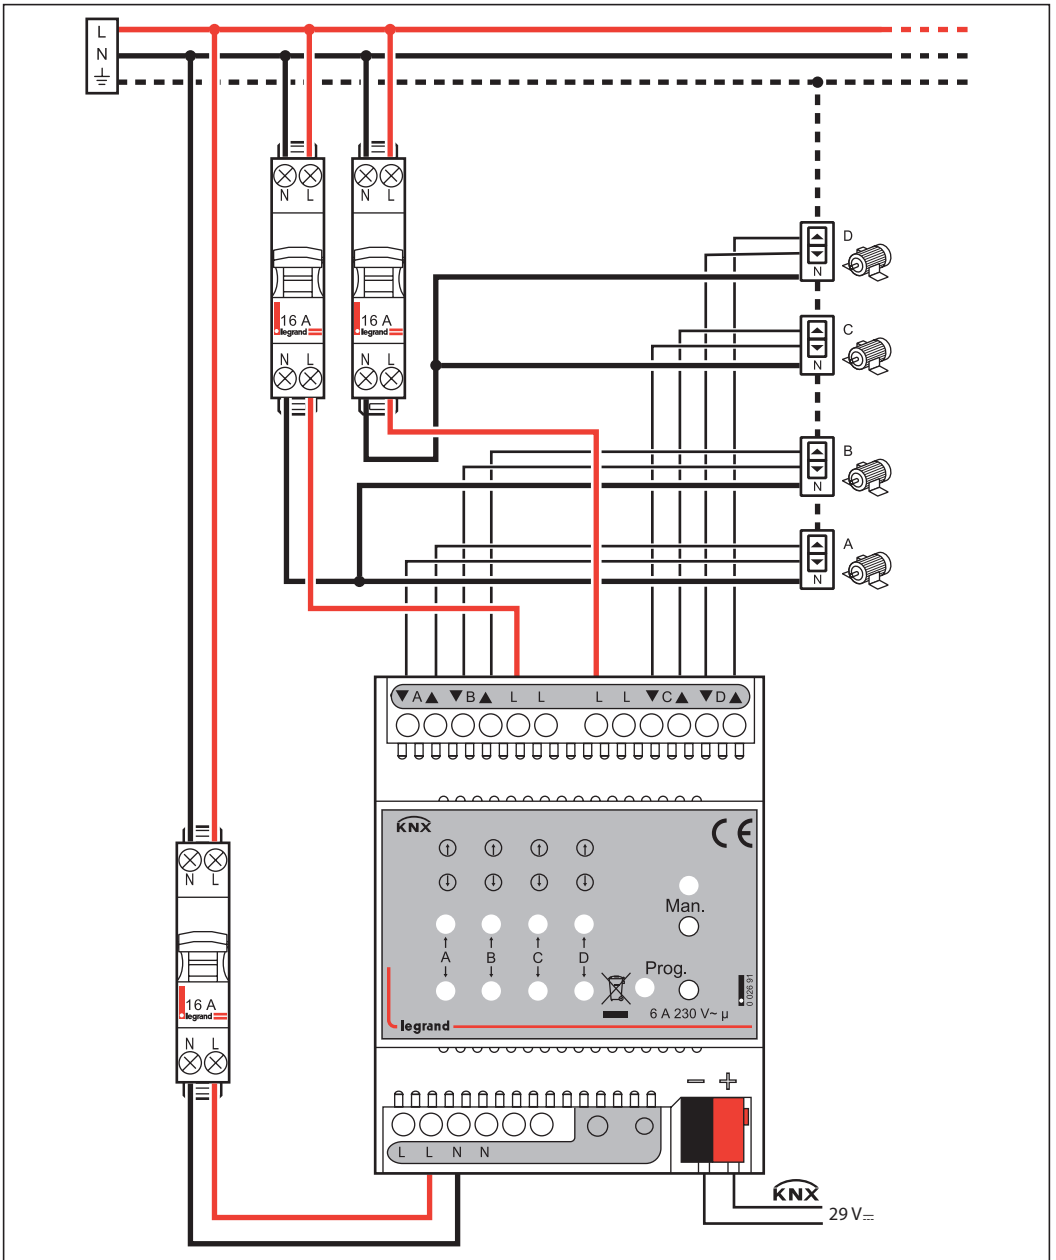 L
N
N L
N L
16 A
legrand
16 A
legrand
N L
N L
D
N
C
N
B
N
A
N
▼ A ▲ ▼ B ▲ L L L L ▼ C ▲ ▼ D ▲
KNX
CE
Man.
A B C D
Prog.
0 026 91
6 A 230 V~ µ
legrand
N L
16 A
legrand
N L
L L N N
− +
KNX
29 V⎓